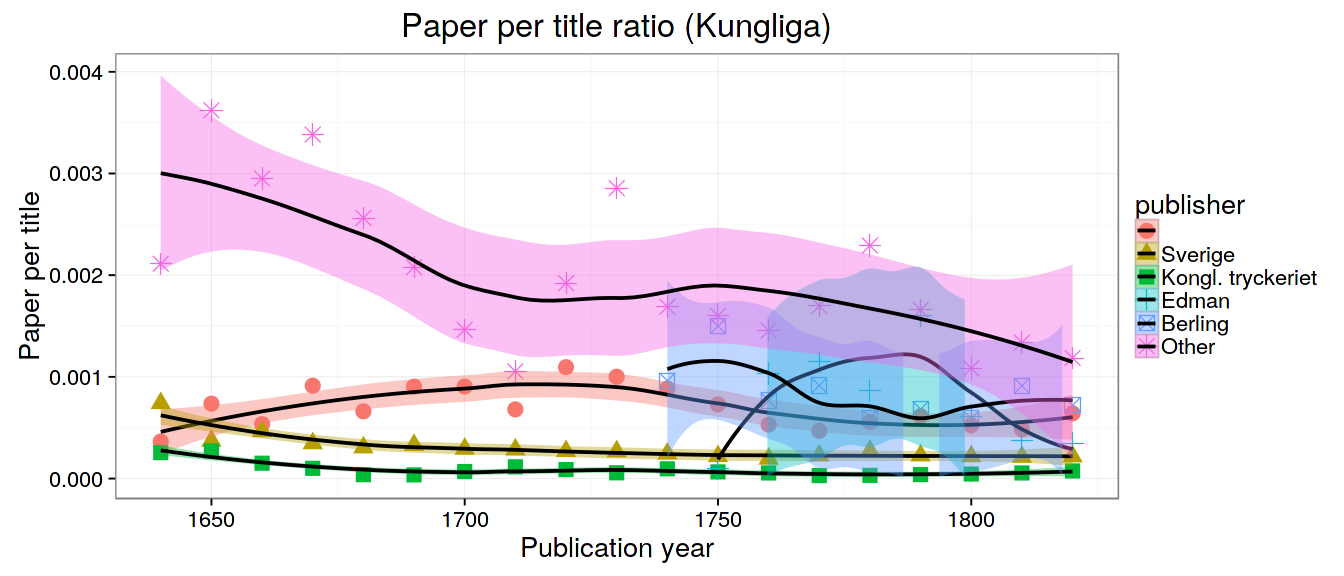 Paper per title ratio (Kungliga)
Paper per title
0.004
0.003
0.002
0.001
0.000
1650
1700
1750
1800
Publication year
publisher
Sverige
Kongl. tryckeriet
Edman
Berling
Other